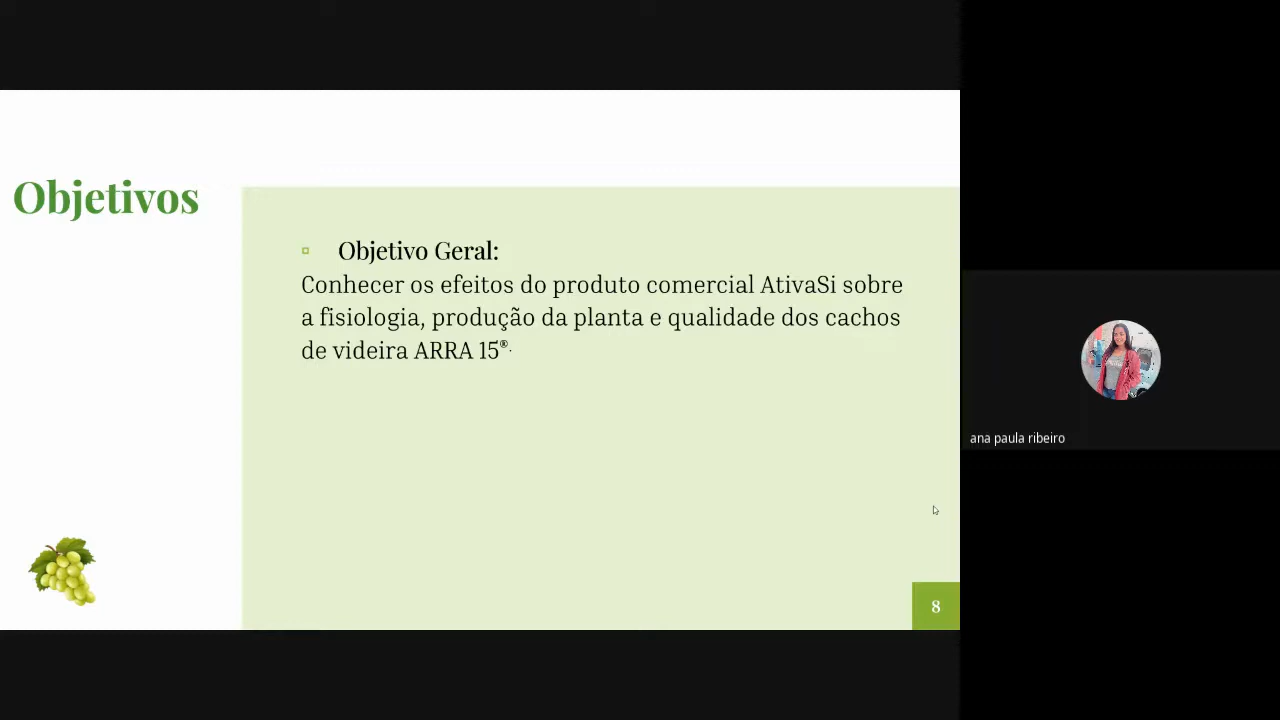 Objetivos
Objetivo Geral:
Conhecer os efeitos do produto comercial AtivaSi sobre
a fisiologia, produção da planta e qualidade dos cachos
de videira ARRA 15®.
8
ana paula ribeiro